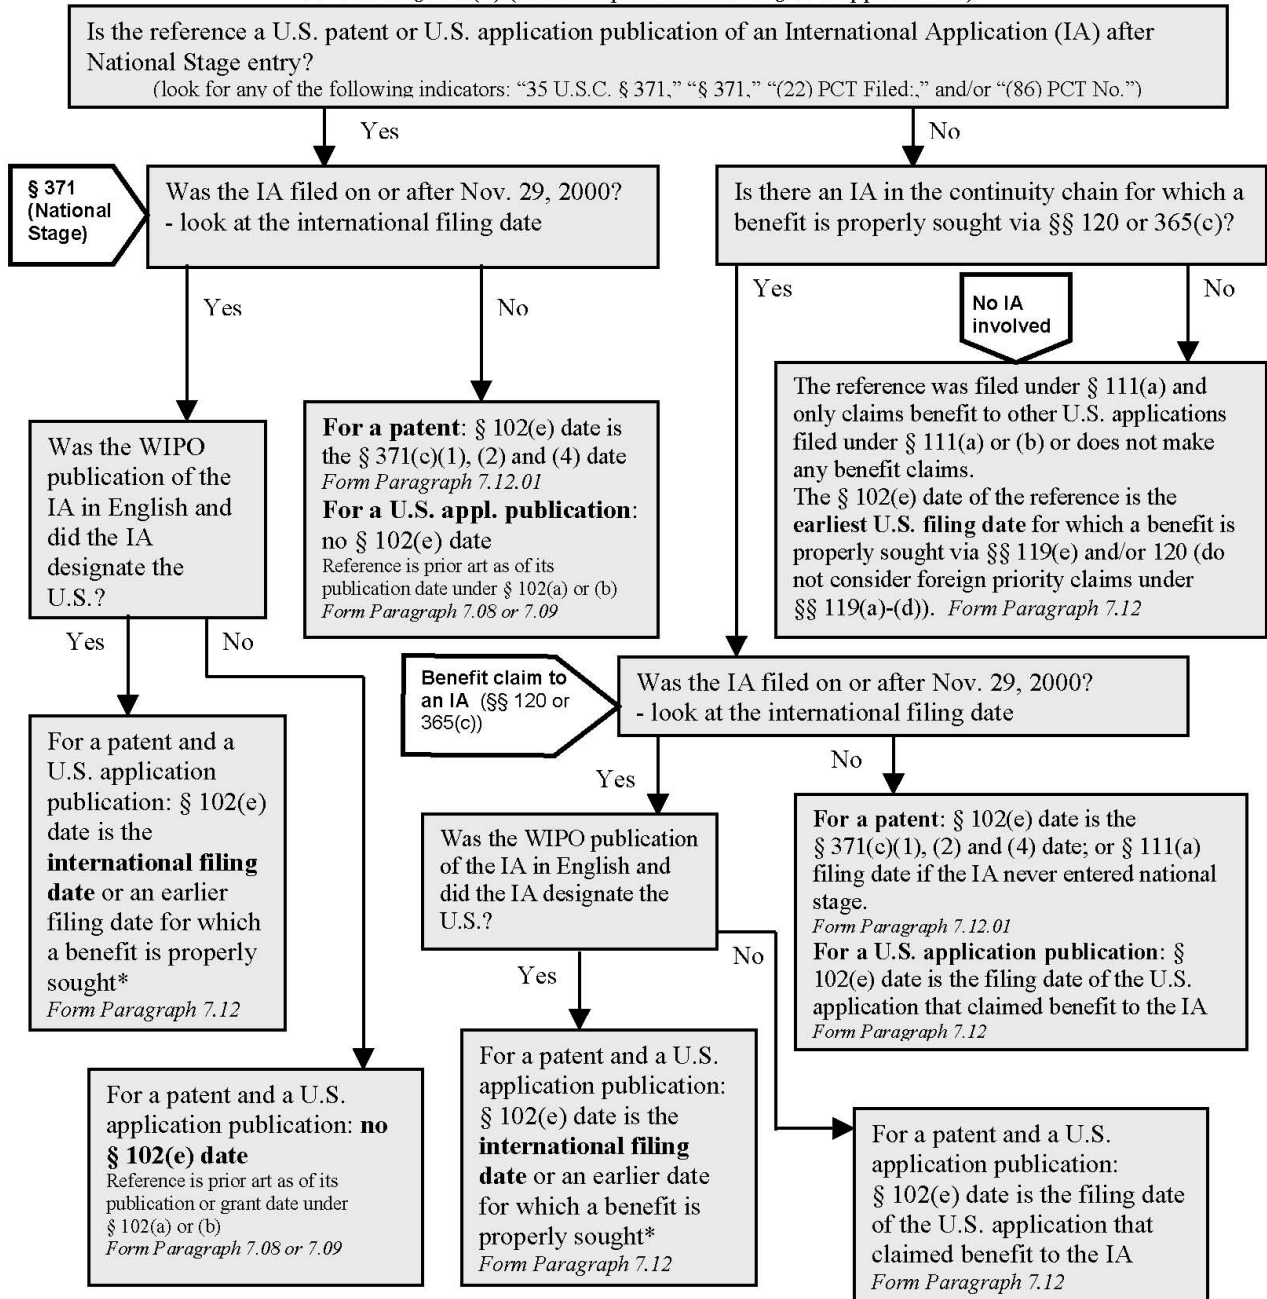 Is the reference a U.S. patent or U.S. application publication of an International Application (IA) after
National Stage entry?
(look for any of the following indicators: “35 U.S.C. § 371,” “§ 371,” “(22) PCT Filed:,” and/or “(86) PCT No.”)
Yes
No
§ 371
(National
Stage)
Was the IA filed on or after Nov. 29, 2000?
- look at the international filing date
Is there an IA in the continuity chain for which a
benefit is properly sought via §§ 120 or 365(c)?
Yes
No
Yes
No
No IA
involved
Was the WIPO
publication of the
IA in English and
did the IA
designate the
U.S.?
For a patent: § 102(e) date is
the § 371(c)(1), (2) and (4) date
Form Paragraph 7.12.01
For a U.S. appl. publication:
no § 102(e) date
Reference is prior art as of its
publication date under § 102(a) or (b)
Form Paragraph 7.08 or 7.09
The reference was filed under § 111(a) and
only claims benefit to other U.S. applications
filed under § 111(a) or (b) or does not make
any benefit claims.
The § 102(e) date of the reference is the
earliest U.S. filing date for which a benefit is
properly sought via §§ 119(e) and/or 120 (do
not consider foreign priority claims under
§§ 119(a)-(d)). Form Paragraph 7.12
Yes
No
Benefit claim to
an IA (§§ 120 or
365(c))
Was the IA filed on or after Nov. 29, 2000?
- look at the international filing date
Yes
No
For a patent and a
U.S. application
publication: § 102(e)
date is the
international filing
date or an earlier
filing date for which
a benefit is properly
sought*
Form Paragraph 7.12
Was the WIPO publication
of the IA in English and
did the IA designate the
U.S.?
For a patent: § 102(e) date is the
§ 371(c)(1), (2) and (4) date; or § 111(a)
filing date if the IA never entered national
stage.
Form Paragraph 7.12.01
For a U.S. application publication: §
102(e) date is the filing date of the U.S.
application that claimed benefit to the IA
Form Paragraph 7.12
Yes
No
For a patent and a U.S.
application publication: no
§ 102(e) date
Reference is prior art as of its
publication or grant date under
§ 102(a) or (b)
Form Paragraph 7.08 or 7.09
For a patent and a U.S.
application publication:
§ 102(e) date is the
international filing
date or an earlier date
for which a benefit is
properly sought*
Form Paragraph 7.12
For a patent and a U.S.
application publication:
§ 102(e) date is the filing date
of the U.S. application that
claimed benefit to the IA
Form Paragraph 7.12